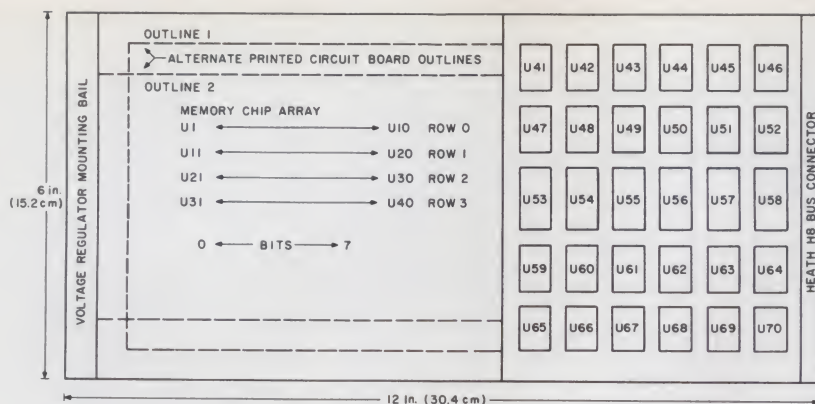 OUTLINE 1
ALTERNATE PRINTED CIRCUIT BOARD OUTLINES
OUTLINE 2
MEMORY CHIP ARRAY
U1 U10 ROW 0
U11 U20 ROW 1
U21 U30 ROW 2
U31 U40 ROW 3
0 BITS 7
6 in.
(15.2 cm)
VOLTAGE REGULATOR MOUNTING BAIL
U41 U42 U43 U44 U45 U46
U47 U48 U49 U50 U51 U52
U53 U54 U55 U56 U57 U58
U59 U60 U61 U62 U63 U64
U65 U66 U67 U68 U69 U70
HEATH H8 BUS CONNECTOR
12 in. (30.4 cm)